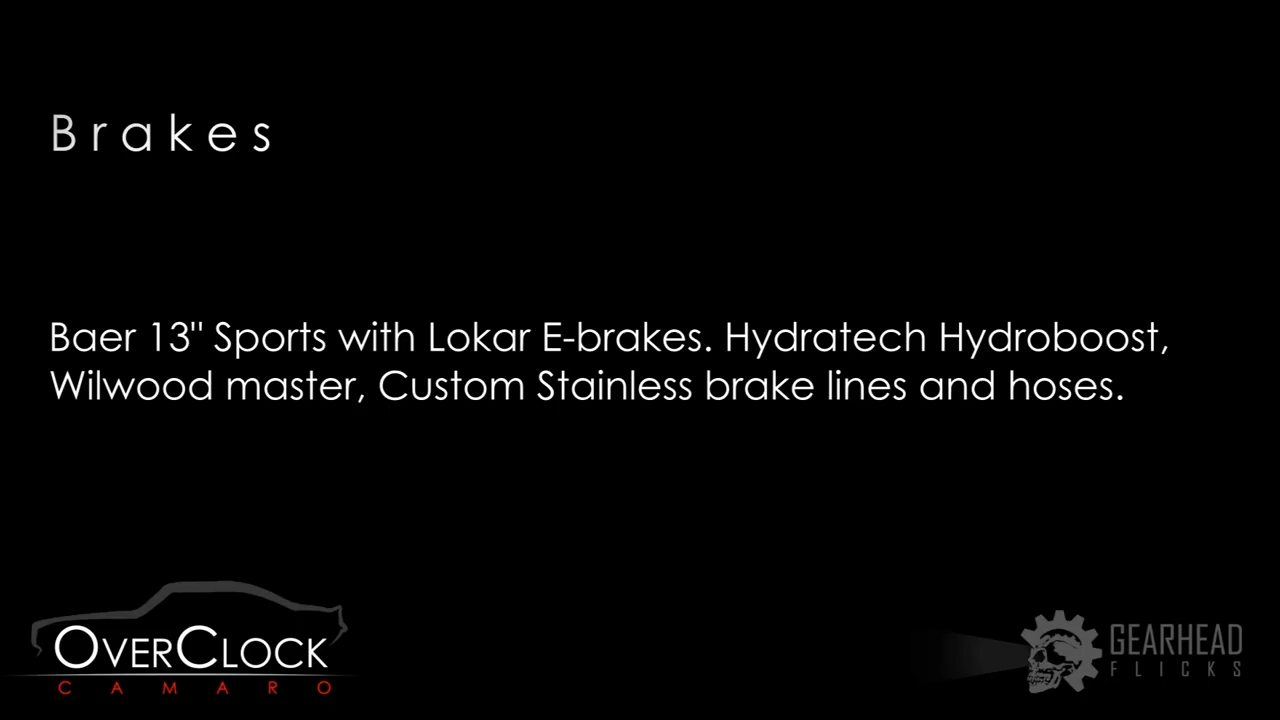 Brakes
Baer 13" Sports with Lokar E-brakes. Hydratech Hydroboost,
Wilwood master, Custom Stainless brake lines and hoses.
OVERCLOCK
CAMARO
GEARHEAD
FLICKS